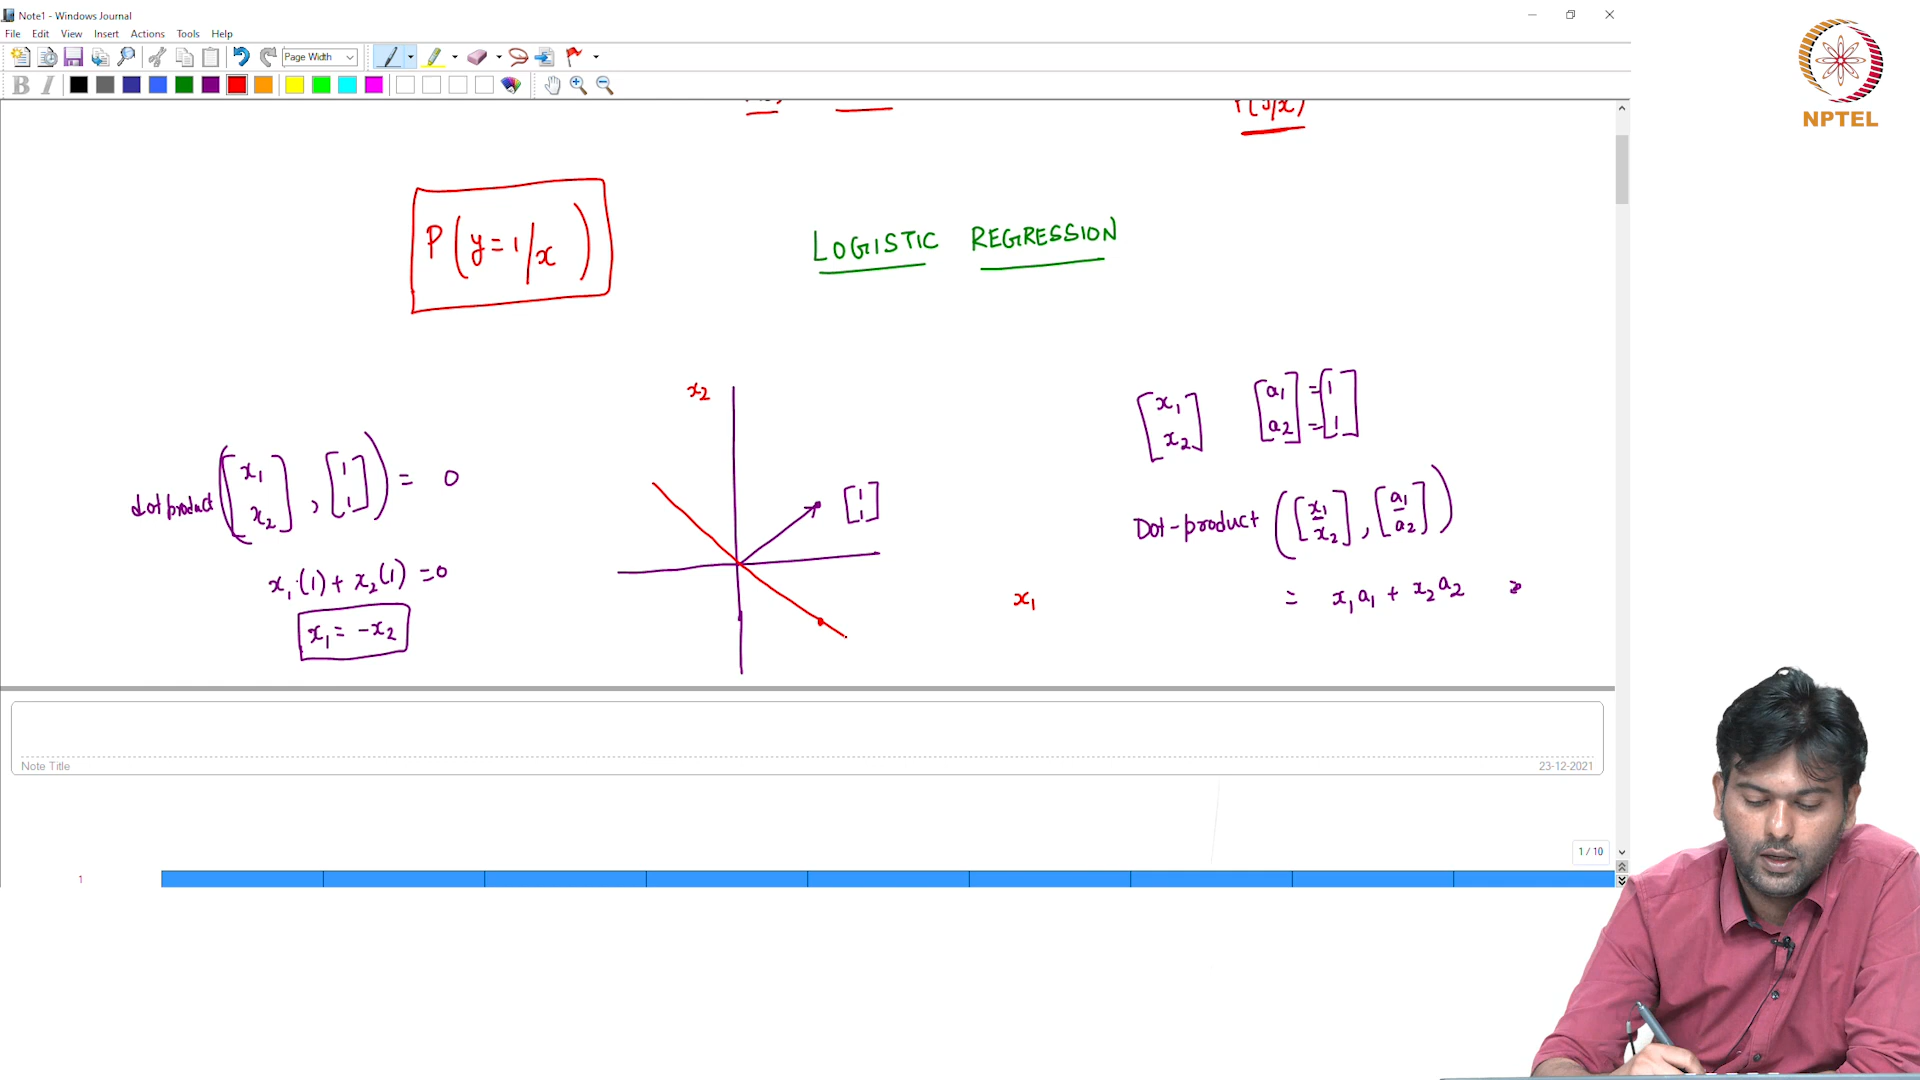 Note1 - Windows Journal
File Edit View Insert Actions Tools Help
Page Width
B I
NPTEL
P(y=1/x)
LOGISTIC REGRESSION
x2
[x1 x2] [a1 a2] = [1 = 1]
dot product ([x1 x2], [1 1]) = 0
[1 1]
Dot-product ([x1 x2], [a1 a2])
x1.(1) + x2(1) = 0
= x1a1 + x2a2
x1
x1 = -x2
Note Title
23-12-2021
1 / 10
1